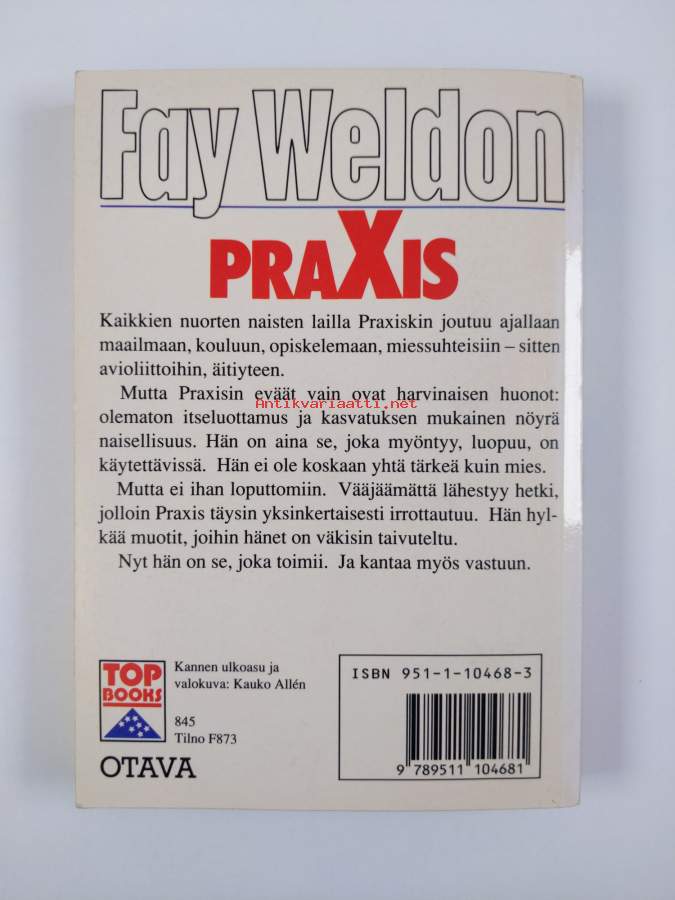 Fay Weldon
PRAXIS
Kaikkien nuorten naisten lailla Praxiskin joutuu ajallaan
maailmaan, kouluun, opiskelemaan, miessuhteisiin – sitten
avioliittoihin, äitiyteen.
Mutta Praxisin eväät vain ovat harvinaisen huonot:
Antikvariaatti.net
olematon itseluottamus ja kasvatuksen mukainen nöyrä
naisellisuus. Hän on aina se, joka myöntyy, luopuu, on
käytettävissä. Hän ei ole koskaan yhtä tärkeä kuin mies.
Mutta ei ihan loputtomiin. Vääjäämättä lähestyy hetki,
jolloin Praxis täysin yksinkertaisesti irrottautuu. Hän hyl-
kää muotit, joihin hänet on väkisin taivuteltu.
Nyt hän on se, joka toimii. Ja kantaa myös vastuun.
TOP
BOOKS
OTAVA
Kannen ulkoasu ja
valokuva: Kauko Allén
845
Tilno F873
ISBN 951-1-10468-3
9 789511 104681